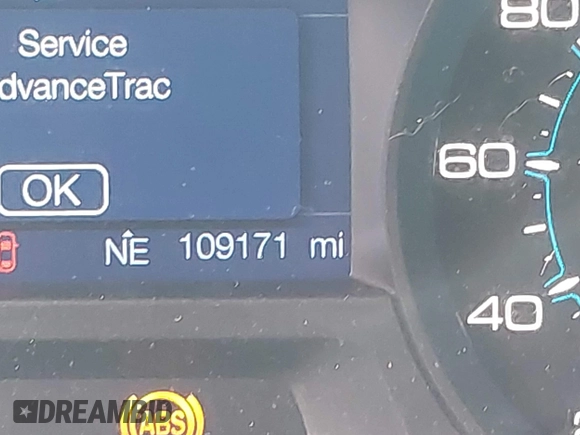 Service
dvanceTrac
OK
NE 109171 mi
80
60
40
ABS
DREAMBID